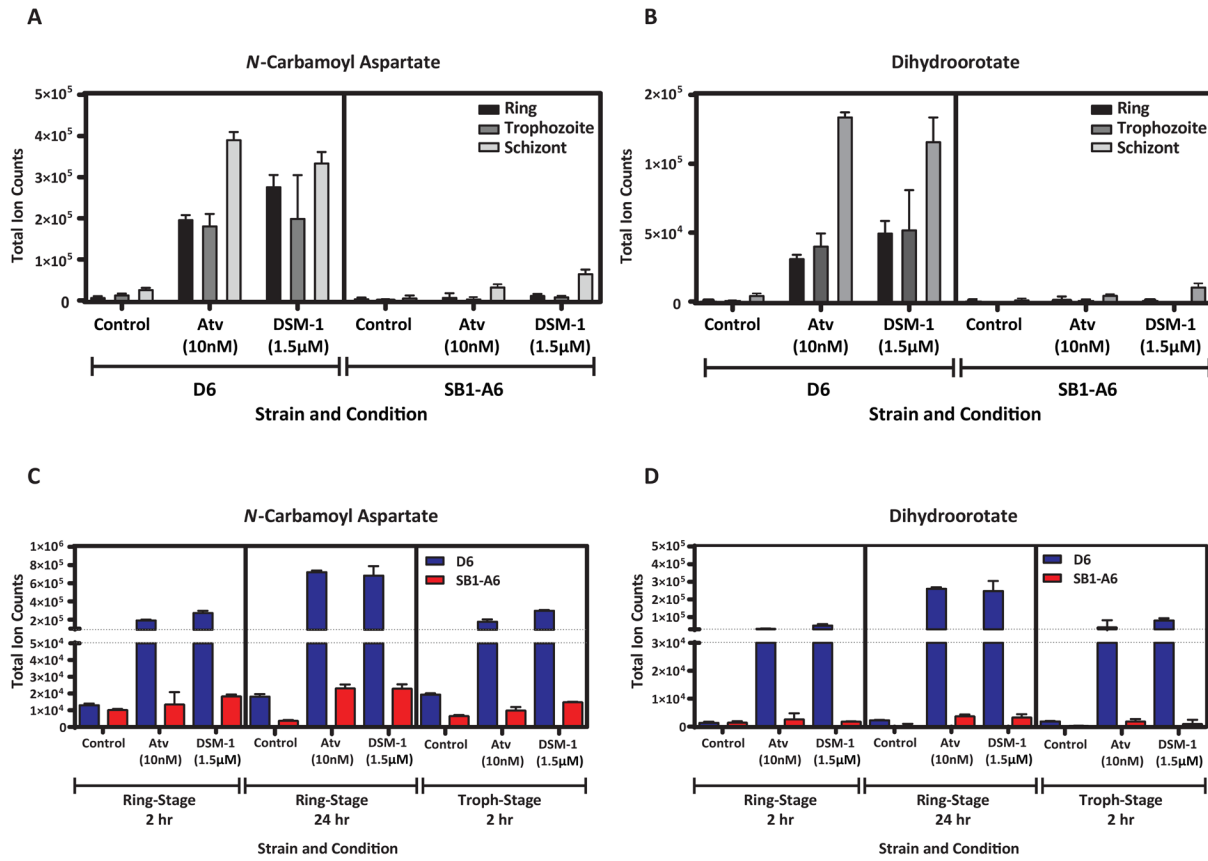 A
N-Carbamoyl Aspartate
Total Ion Counts
5×10⁵
4×10⁵
3×10⁵
2×10⁵
1×10⁵
0
Ring
Trophozoite
Schizont
Control Atv DSM-1 Control Atv DSM-1
(10nM) (1.5μM) (10nM) (1.5μM)
D6 SB1-A6
Strain and Condition
B
Dihydroorotate
Total Ion Counts
2×10⁵
1×10⁵
5×10⁴
0
Ring
Trophozoite
Schizont
Control Atv DSM-1 Control Atv DSM-1
(10nM) (1.5μM) (10nM) (1.5μM)
D6 SB1-A6
Strain and Condition
C
N-Carbamoyl Aspartate
Total Ion Counts
1×10⁶
8×10⁵
6×10⁵
4×10⁵
2×10⁵
5×10⁴
4×10⁴
3×10⁴
2×10⁴
1×10⁴
0
D6
SB1-A6
Control Atv DSM-1 Control Atv DSM-1 Control Atv DSM-1
(10nM) (1.5μM) (10nM) (1.5μM) (10nM) (1.5μM)
Ring-Stage Ring-Stage Troph-Stage
2 hr 24 hr 2 hr
Strain and Condition
D
Dihydroorotate
Total Ion Counts
5×10⁵
4×10⁵
3×10⁵
2×10⁵
1×10⁵
3×10⁴
2×10⁴
1×10⁴
0
D6
SB1-A6
Control Atv DSM-1 Control Atv DSM-1 Control Atv DSM-1
(10nM) (1.5μM) (10nM) (1.5μM) (10nM) (1.5μM)
Ring-Stage Ring-Stage Troph-Stage
2 hr 24 hr 2 hr
Strain and Condition